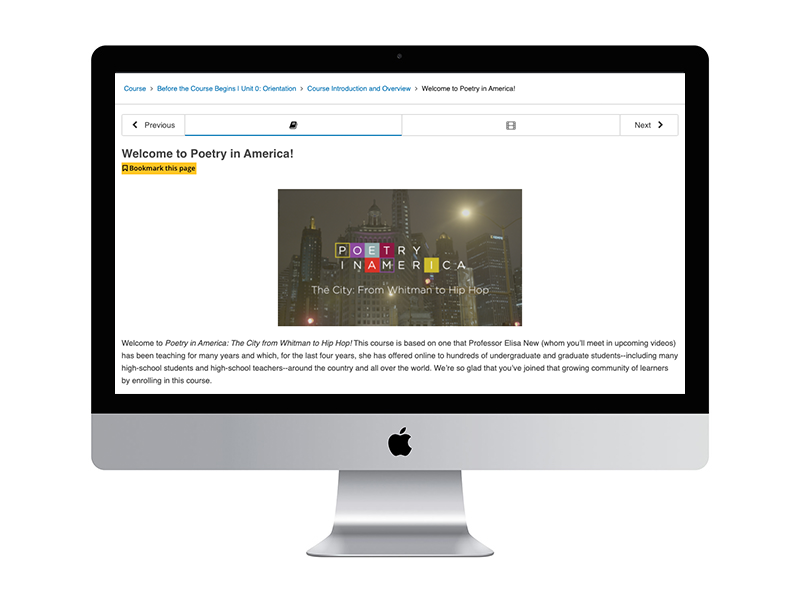 Course > Before the Course Begins | Unit 0: Orientation > Course Introduction and Overview > Welcome to Poetry in America!
Previous
Next
Welcome to Poetry in America!
Bookmark this page
POETRY
INAMERICA
The City: From Whitman to Hip Hop
Welcome to Poetry in America: The City from Whitman to Hip Hop! This course is based on one that Professor Elisa New (whom you'll meet in upcoming videos)
has been teaching for many years and which, for the last four years, she has offered online to hundreds of undergraduate and graduate students--including many
high-school students and high-school teachers--around the country and all over the world. We're so glad that you've joined that growing community of learners
by enrolling in this course.